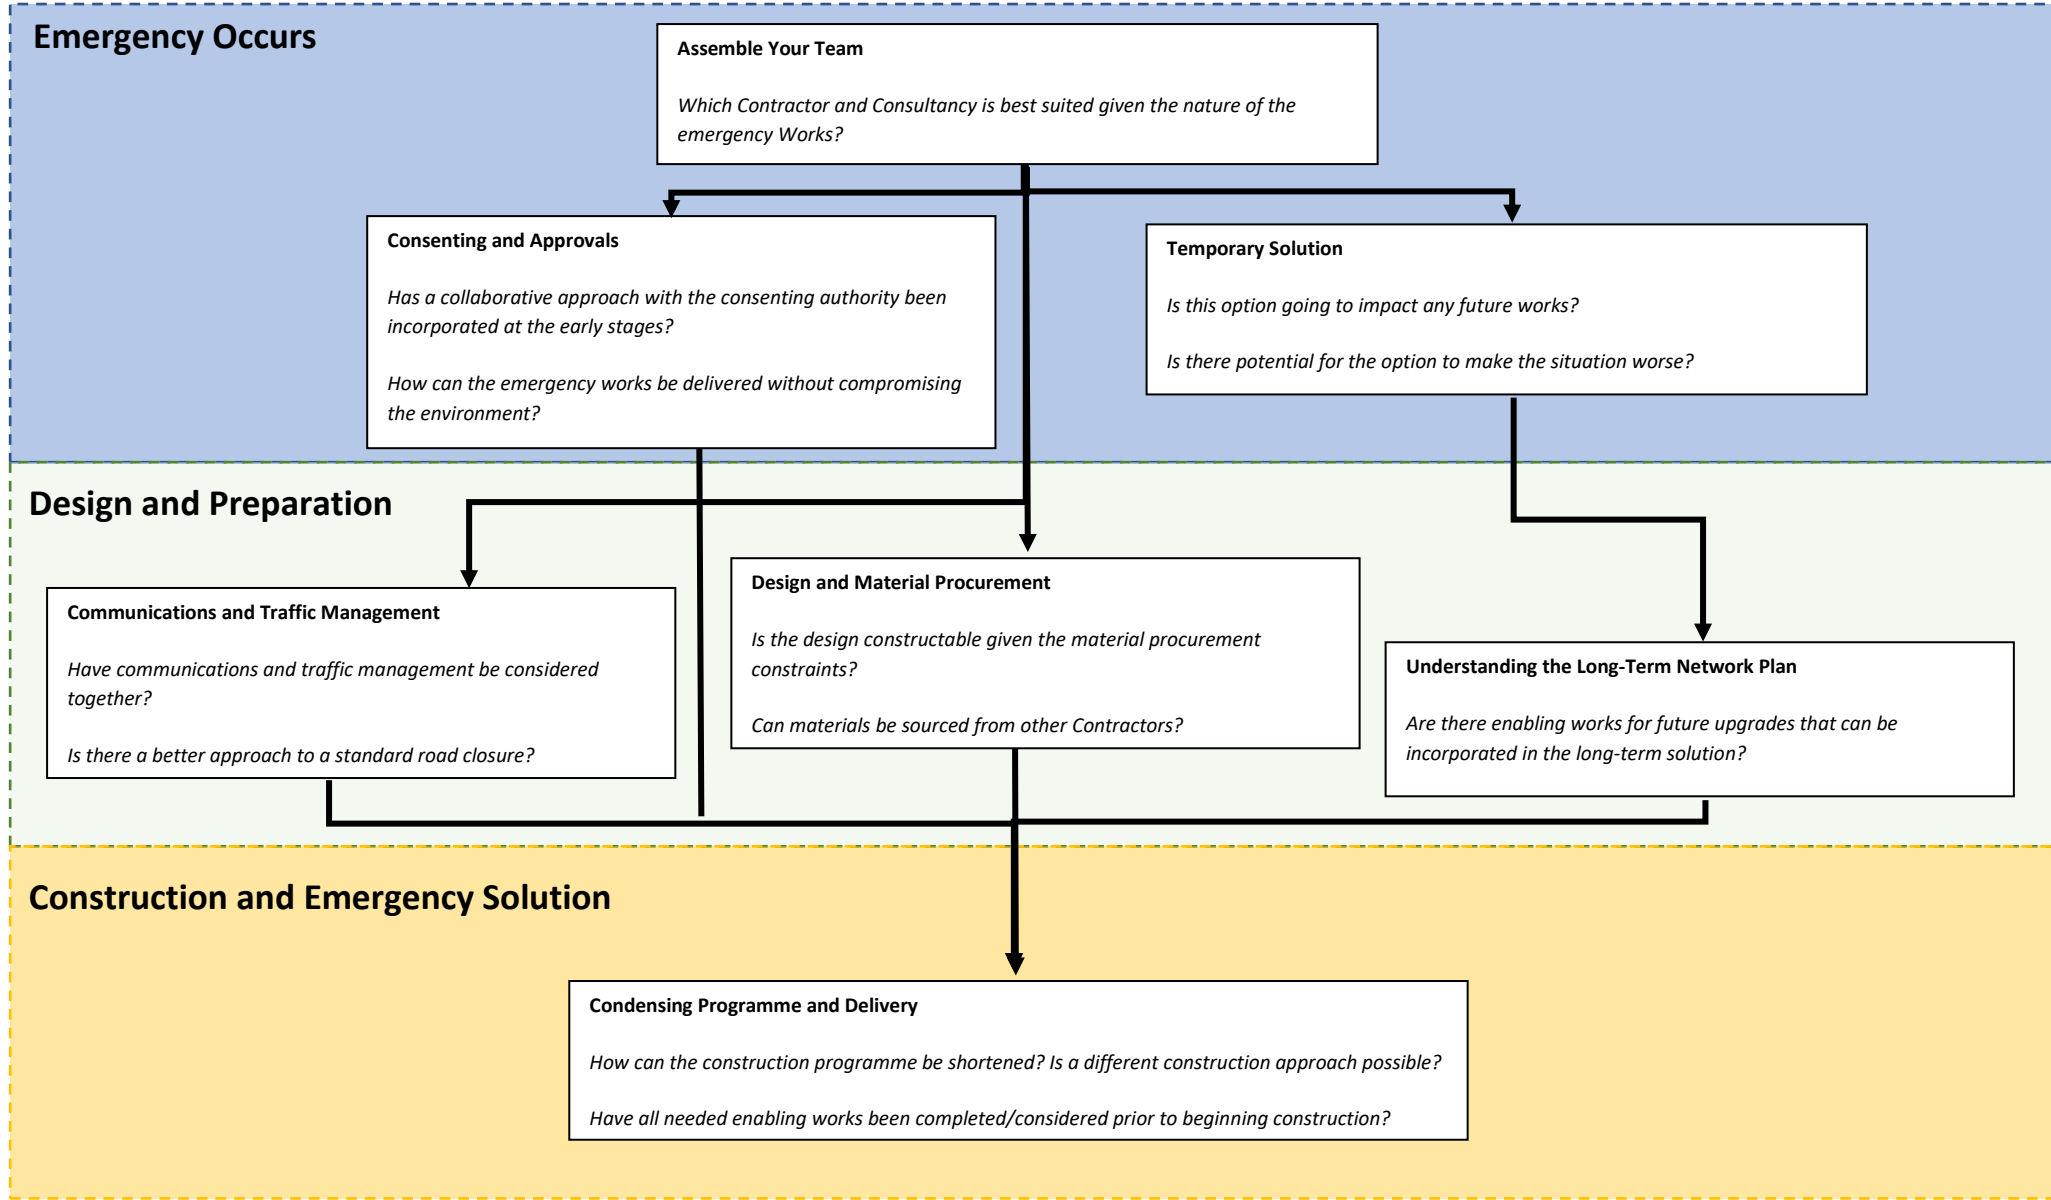 Emergency Occurs
Assemble Your Team
Which Contractor and Consultancy is best suited given the nature of the
emergency Works?
Consenting and Approvals
Has a collaborative approach with the consenting authority been
incorporated at the early stages?
How can the emergency works be delivered without compromising
the environment?
Temporary Solution
Is this option going to impact any future works?
Is there potential for the option to make the situation worse?
Design and Preparation
Communications and Traffic Management
Have communications and traffic management be considered
together?
Is there a better approach to a standard road closure?
Design and Material Procurement
Is the design constructable given the material procurement
constraints?
Can materials be sourced from other Contractors?
Understanding the Long-Term Network Plan
Are there enabling works for future upgrades that can be
incorporated in the long-term solution?
Construction and Emergency Solution
Condensing Programme and Delivery
How can the construction programme be shortened? Is a different construction approach possible?
Have all needed enabling works been completed/considered prior to beginning construction?